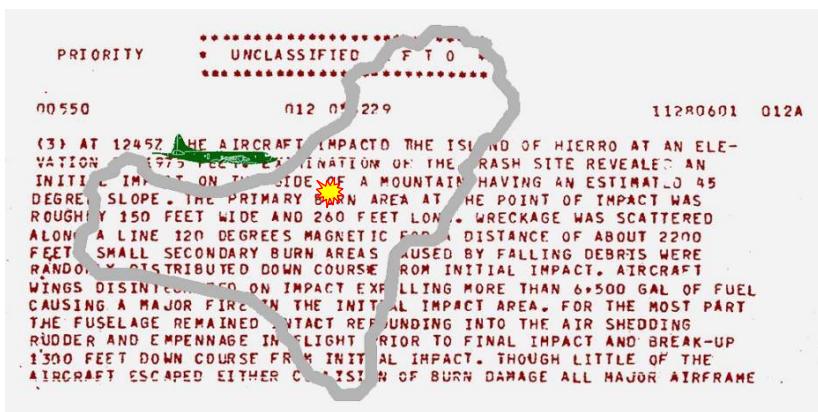 PRIORITY * UNCLASSIFIED E F T O *
00550 012 11280601 012A
(3) AT 1245Z THE AIRCRAFT IMPACTD THE ISLAND OF HIERRO AT AN ELE-
VATION 1975 FEET. EXAMINATION OF THE CRASH SITE REVEALED AN
INITIAL IMPACT ON THE SIDE OF A MOUNTAIN HAVING AN ESTIMATED 45
DEGREE SLOPE. THE PRIMARY BURN AREA AT THE POINT OF IMPACT WAS
ROUGHLY 150 FEET WIDE AND 260 FEET LONG. WRECKAGE WAS SCATTERED
ALONG A LINE 120 DEGREES MAGNETIC FOR A DISTANCE OF ABOUT 2200
FEET. SMALL SECONDARY BURN AREAS CAUSED BY FALLING DEBRIS WERE
RANDOMLY DISTRIBUTED DOWN COURSE FROM INITIAL IMPACT. AIRCRAFT
WINGS DISINTEGRATED ON IMPACT EXPELLING MORE THAN 6,500 GAL OF FUEL
CAUSING A MAJOR FIRE IN THE INITIAL IMPACT AREA. FOR THE MOST PART
THE FUSELAGE REMAINED INTACT REBOUNDING INTO THE AIR SHEDDING
RUDDER AND EMPENNAGE IN FLIGHT PRIOR TO FINAL IMPACT AND BREAK-UP
1300 FEET DOWN COURSE FROM INITIAL IMPACT. THOUGH LITTLE OF THE
AIRCRAFT ESCAPED EITHER COLLISION OF BURN DAMAGE ALL MAJOR AIRFRAME